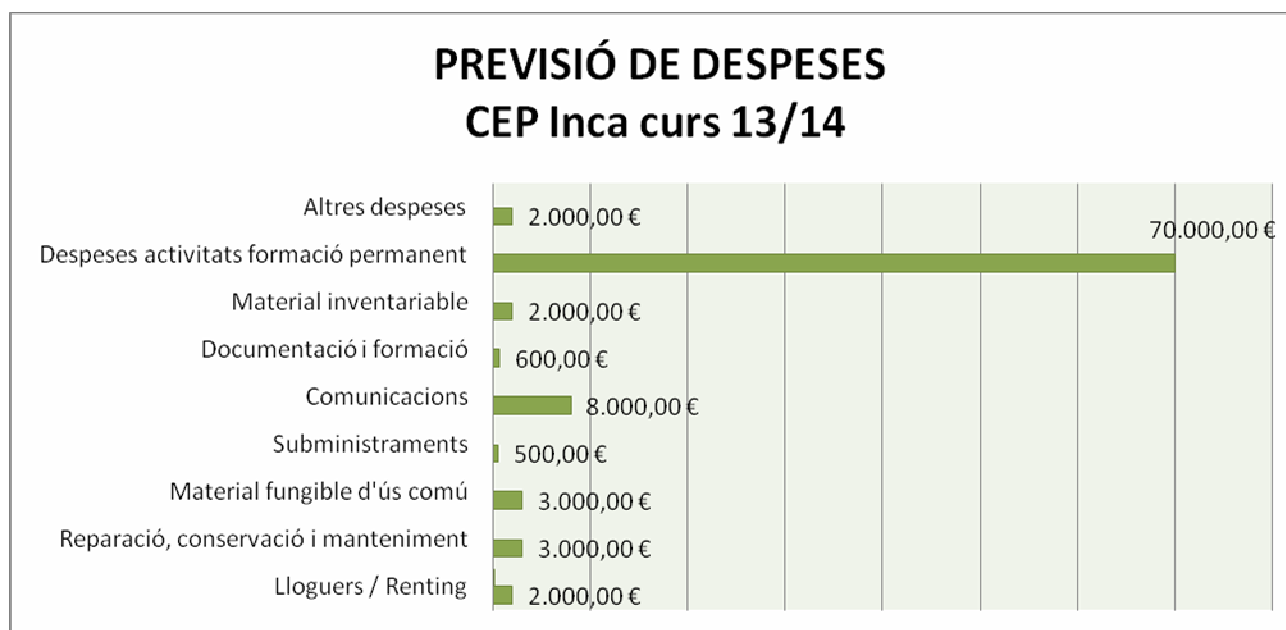 PREVISIÓ DE DESPESES
CEP Inca curs 13/14
Altres despeses 2.000,00 €
70.000,00 €
Despeses activitats formació permanent
Material inventariable 2.000,00 €
Documentació i formació 600,00 €
Comunicacions 8.000,00 €
Subministraments 500,00 €
Material fungible d'ús comú 3.000,00 €
Reparació, conservació i manteniment 3.000,00 €
Lloguers / Renting 2.000,00 €